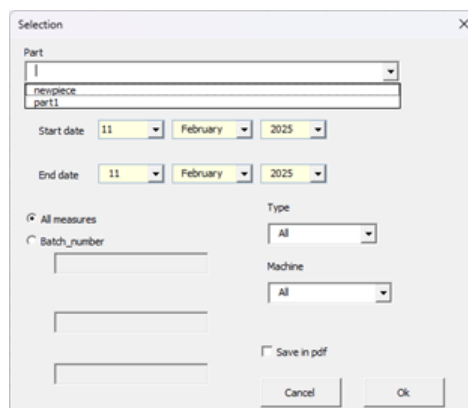 Selection
Part
newpiece
part1
Start date 11 February 2025
End date 11 February 2025
All measures
Type
Batch_number
All
Machine
All
Save in pdf
Cancel Ok